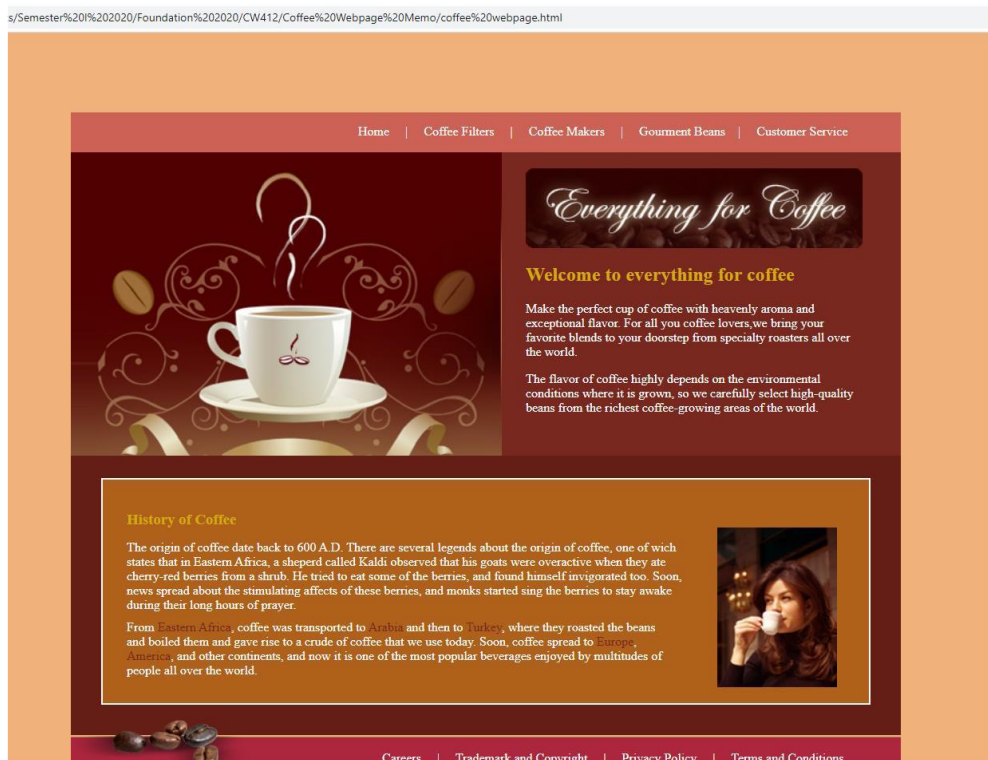 s/Semester%20I%202020/Foundation%202020/CW412/Coffee%20Webpage%20Memo/coffee%20webpage.html
Home | Coffee Filters | Coffee Makers | Gourment Beans | Customer Service
Everything for Coffee
Welcome to everything for coffee
Make the perfect cup of coffee with heavenly aroma and
exceptional flavor. For all you coffee lovers,we bring your
favorite blends to your doorstep from specialty roasters all over
the world.
The flavor of coffee highly depends on the environmental
conditions where it is grown, so we carefully select high-quality
beans from the richest coffee-growing areas of the world.
History of Coffee
The origin of coffee date back to 600 A.D. There are several legends about the origin of coffee, one of wich
states that in Eastern Africa, a sheperd called Kaldi observed that his goats were overactive when they ate
cherry-red berries from a shrub. He tried to eat some of the berries, and found himself invigorated too. Soon,
news spread about the stimulating affects of these berries, and monks started sing the berries to stay awake
during their long hours of prayer.
From Eastern Africa, coffee was transported to Arabia and then to Turkey, where they roasted the beans
and boiled them and gave rise to a crude of coffee that we use today. Soon, coffee spread to Europe,
America, and other continents, and now it is one of the most popular beverages enjoyed by multitudes of
people all over the world.
Careers | Trademark and Copyright | Privacy Policy | Terms and Conditions